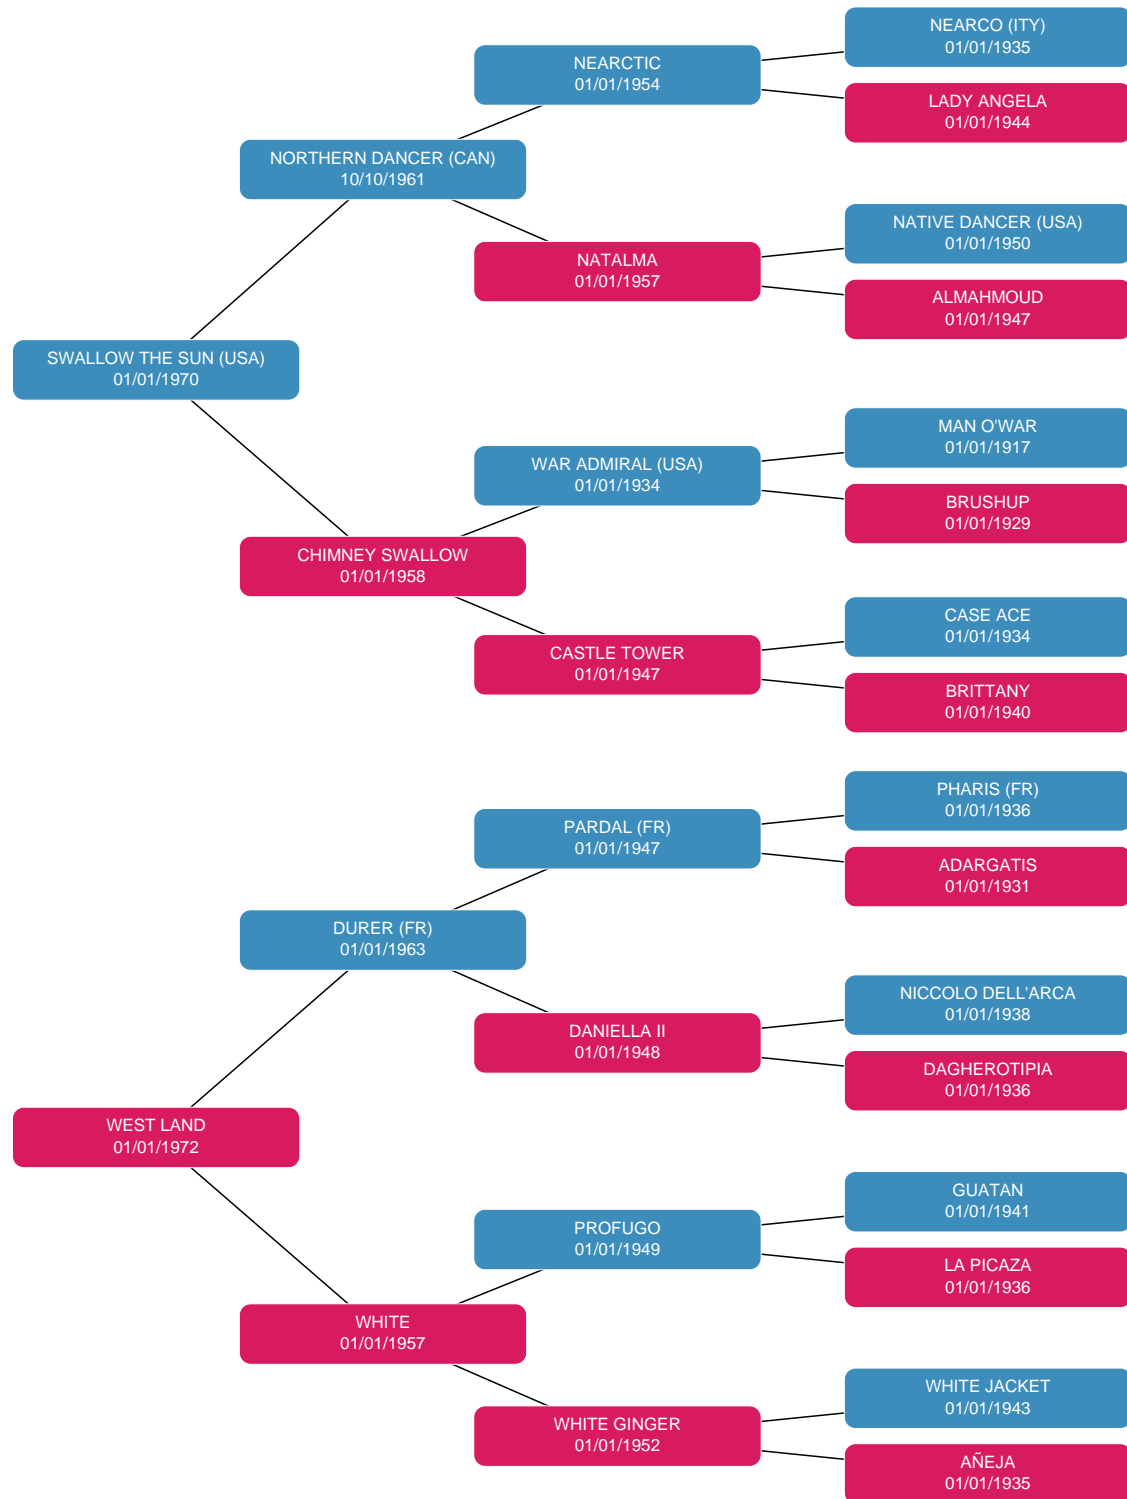 NEARCO (ITY)
01/01/1935
NEARCTIC
01/01/1954
LADY ANGELA
01/01/1944
NORTHERN DANCER (CAN)
10/10/1961
NATIVE DANCER (USA)
01/01/1950
NATALMA
01/01/1957
ALMAHMOUD
01/01/1947
SWALLOW THE SUN (USA)
01/01/1970
MAN O'WAR
01/01/1917
WAR ADMIRAL (USA)
01/01/1934
BRUSHUP
01/01/1929
CHIMNEY SWALLOW
01/01/1958
CASE ACE
01/01/1934
CASTLE TOWER
01/01/1947
BRITTANY
01/01/1940
PHARIS (FR)
01/01/1936
PARDAL (FR)
01/01/1947
ADARGATIS
01/01/1931
DURER (FR)
01/01/1963
NICCOLO DELL'ARCA
01/01/1938
DANIELLA II
01/01/1948
DAGHEROTIPIA
01/01/1936
WEST LAND
01/01/1972
GUATAN
01/01/1941
PROFUGO
01/01/1949
LA PICAZA
01/01/1936
WHITE
01/01/1957
WHITE JACKET
01/01/1943
WHITE GINGER
01/01/1952
AÑEJA
01/01/1935